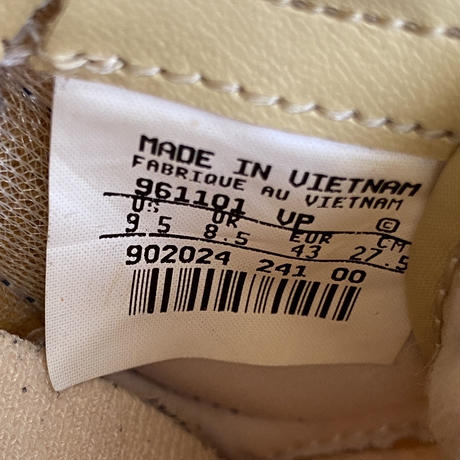 MADE IN VIETNAM
FABRIQUE AU VIETNAM
961101 VP ©
US UK EUR CM
9.5 8.5 43 27.5
902024 241 00